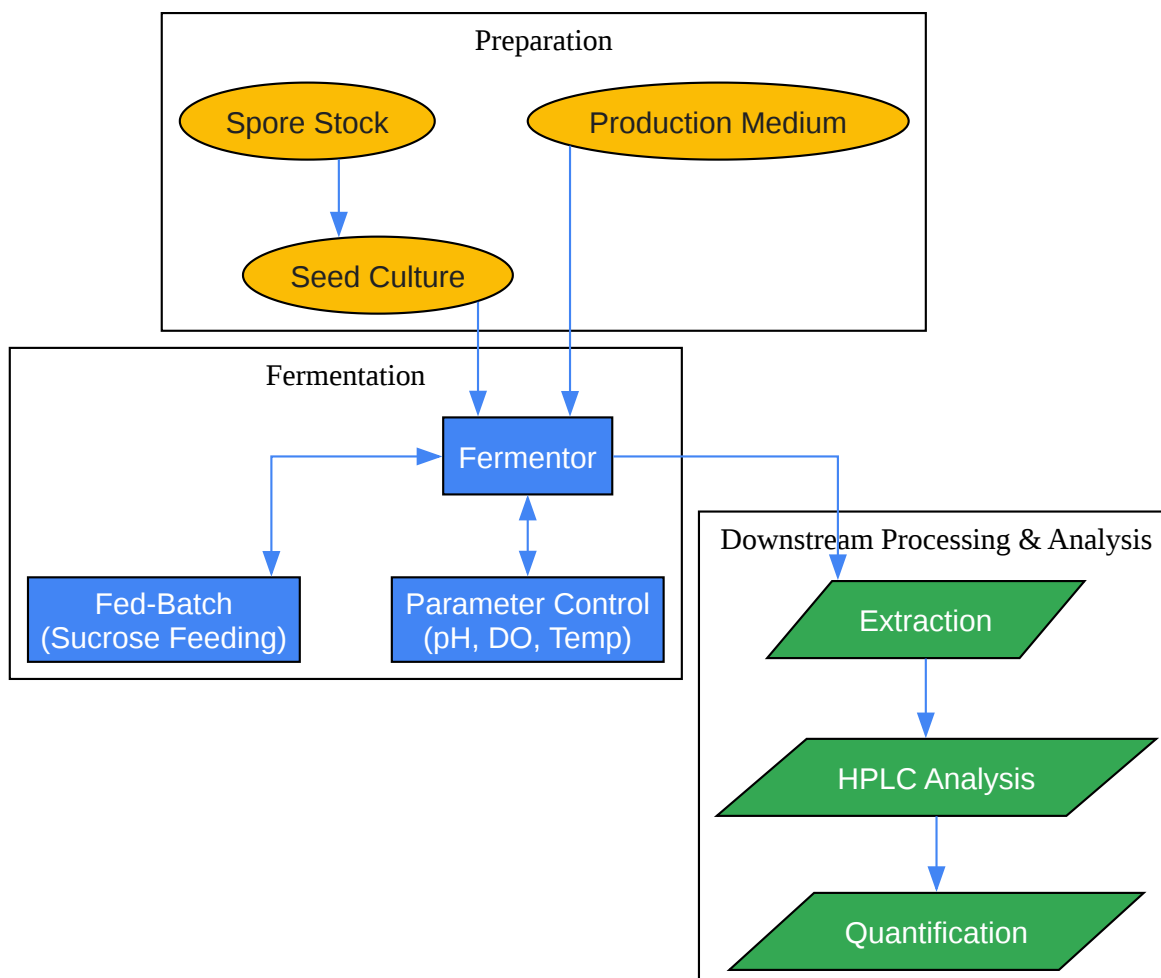 Preparation
Spore Stock
Production Medium
Seed Culture
Fermentation
Fermentor
Fed-Batch
(Sucrose Feeding)
Parameter Control
(pH, DO, Temp)
Downstream Processing & Analysis
Extraction
HPLC Analysis
Quantification